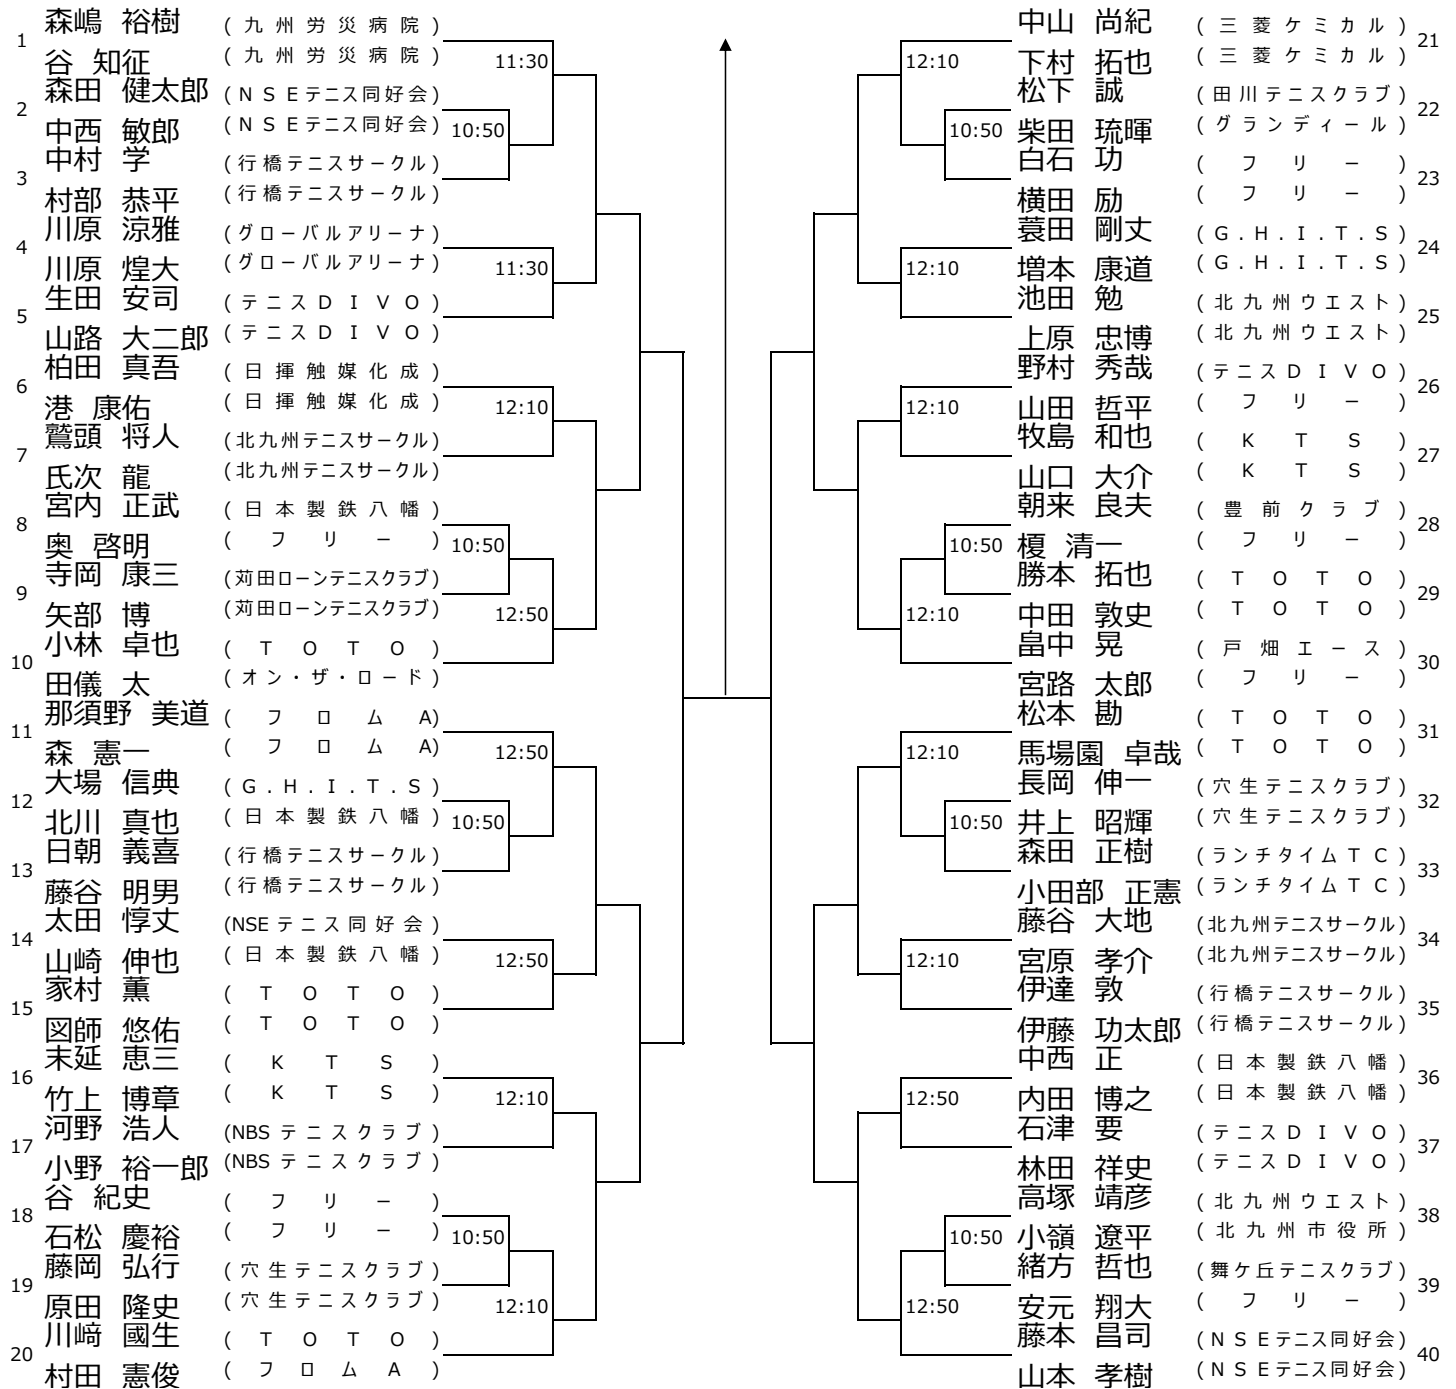 1 森嶋 裕樹 (九州労災病院)
谷 知征 (九州労災病院)
11:30
2 森田 健太郎 (NSEテニス同好会)
中西 敏郎 (NSEテニス同好会)
10:50
3 中村 学 (行橋テニスサークル)
村部 恭平 (行橋テニスサークル)
4 川原 涼雅 (グローバルアリーナ)
川原 煌大 (グローバルアリーナ)
11:30
5 生田 安司 (テニスDIVO)
山路 大二郎 (テニスDIVO)
6 柏田 真吾 (日揮触媒化成)
港 康佑 (日揮触媒化成)
12:10
7 鷲頭 将人 (北九州テニスサークル)
氏次 龍 (北九州テニスサークル)
8 宮内 正武 (日本製鉄八幡)
奥 啓明 (フリー)
10:50
9 寺岡 康三 (苅田ローンテニスクラブ)
矢部 博 (苅田ローンテニスクラブ)
12:50
10 小林 卓也 (TOTO)
田儀 太 (オン・ザ・ロード)
11 那須野 美道 (フロムA)
森 憲一 (フロムA)
12:50
12 大場 信典 (G.H.I.T.S)
北川 真也 (日本製鉄八幡)
10:50
13 日朝 義喜 (行橋テニスサークル)
藤谷 明男 (行橋テニスサークル)
14 太田 惇丈 (NSEテニス同好会)
山崎 伸也 (日本製鉄八幡)
12:50
15 家村 薫 (TOTO)
図師 悠佑 (TOTO)
16 末延 恵三 (KTS)
竹上 博章 (KTS)
12:10
17 河野 浩人 (NBSテニスクラブ)
小野 裕一郎 (NBSテニスクラブ)
18 谷 紀史 (フリー)
石松 慶裕 (フリー)
10:50
19 藤岡 弘行 (穴生テニスクラブ)
原田 隆史 (穴生テニスクラブ)
12:10
20 川﨑 國生 (TOTO)
村田 憲俊 (フロムA)
中山 尚紀 (三菱ケミカル) 21
12:10
下村 拓也 (三菱ケミカル)
松下 誠 (田川テニスクラブ) 22
10:50
柴田 琉暉 (グランディール)
白石 功 (フリー) 23
横田 励 (フリー)
蓑田 剛丈 (G.H.I.T.S) 24
12:10
増本 康道 (G.H.I.T.S)
池田 勉 (北九州ウエスト) 25
上原 忠博 (北九州ウエスト)
野村 秀哉 (テニスDIVO) 26
12:10
山田 哲平 (フリー)
牧島 和也 (KTS) 27
山口 大介 (KTS)
朝来 良夫 (豊前クラブ) 28
10:50
榎 清一 (フリー)
勝本 拓也 (TOTO) 29
12:10
中田 敦史 (TOTO)
畠中 晃 (戸畑エース) 30
宮路 太郎 (フリー)
松本 勘 (TOTO) 31
12:10
馬場園 卓哉 (TOTO)
長岡 伸一 (穴生テニスクラブ) 32
10:50
井上 昭輝 (穴生テニスクラブ)
森田 正樹 (ランチタイムTC) 33
小田部 正憲 (ランチタイムTC)
藤谷 大地 (北九州テニスサークル) 34
12:10
宮原 孝介 (北九州テニスサークル)
伊達 敦 (行橋テニスサークル) 35
伊藤 功太郎 (行橋テニスサークル)
中西 正 (日本製鉄八幡) 36
12:50
内田 博之 (日本製鉄八幡)
石津 要 (テニスDIVO) 37
林田 祥史 (テニスDIVO)
高塚 靖彦 (北九州ウエスト) 38
10:50
小嶺 遼平 (北九州市役所)
緒方 哲也 (舞ケ丘テニスクラブ) 39
12:50
安元 翔大 (フリー)
藤本 昌司 (NSEテニス同好会) 40
山本 孝樹 (NSEテニス同好会)